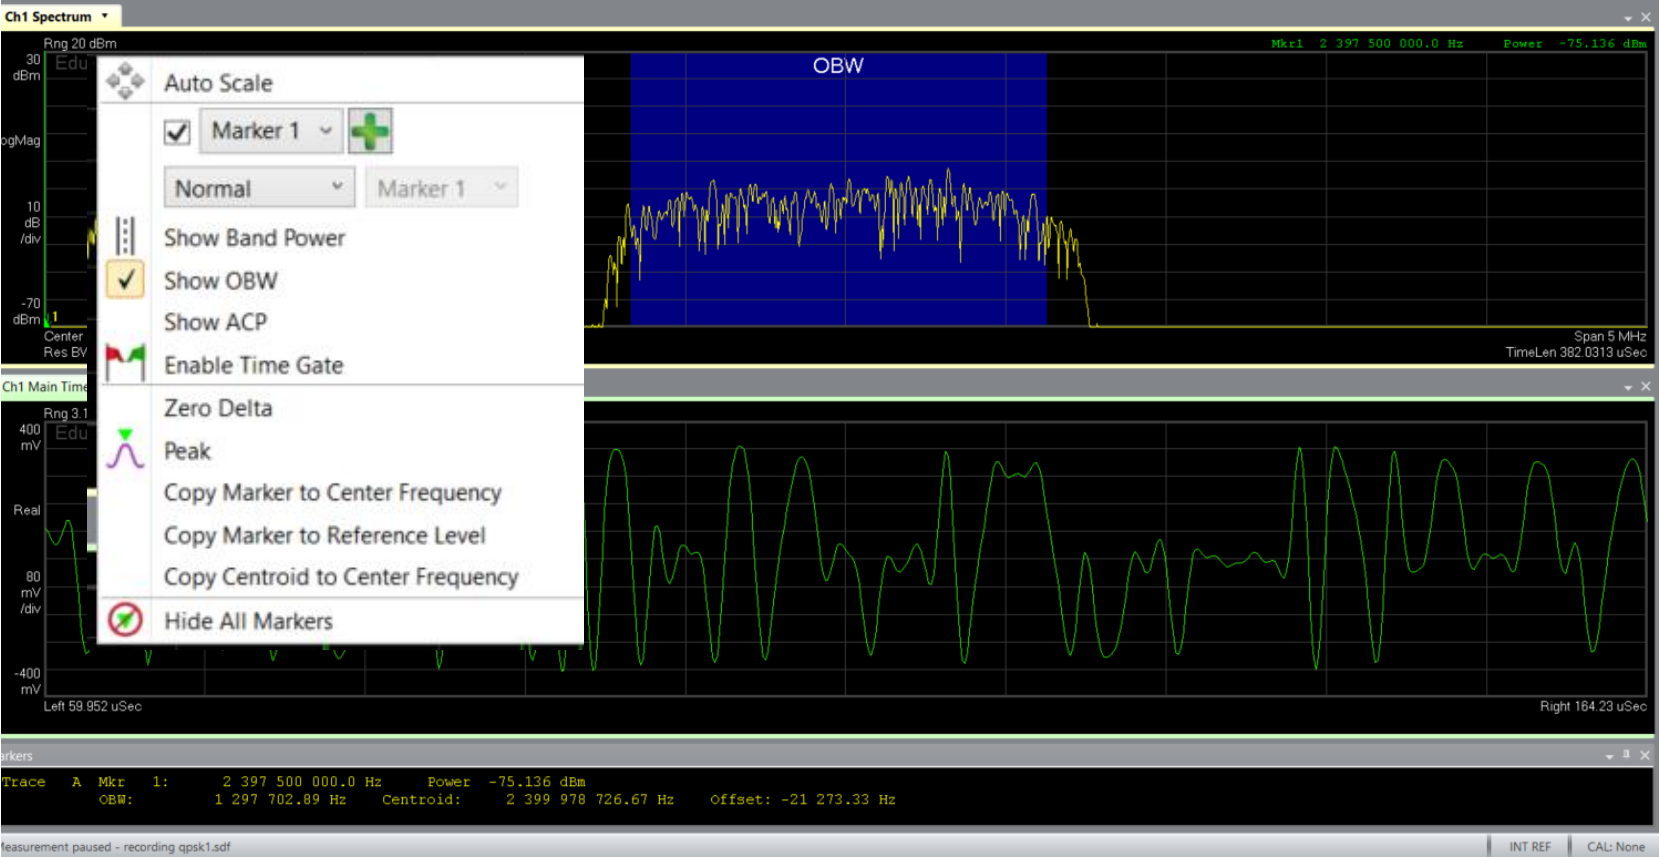 Ch1 Spectrum
Rng 20 dBm
Mkr1 2 397 500 000.0 Hz Power -75.136 dBm
30
dBm
Edu
OBW
ogMag
10
dB
/div
-70
dBm
1
Center
Res BV
Span 5 MHz
TimeLen 382.0313 uSec
Auto Scale
Marker 1
Normal
Marker 1
Show Band Power
Show OBW
Show ACP
Enable Time Gate
Zero Delta
Peak
Copy Marker to Center Frequency
Copy Marker to Reference Level
Copy Centroid to Center Frequency
Hide All Markers
Ch1 Main Time
Rng 3.1
400
mV
Edu
Real
80
mV
/div
-400
mV
Left 59.952 uSec
Right 164.23 uSec
arkers
Trace A Mkr 1: 2 397 500 000.0 Hz Power -75.136 dBm
OBW: 1 297 702.89 Hz Centroid: 2 399 978 726.67 Hz Offset: -21 273.33 Hz
Measurement paused - recording qpsk1.sdf
INT REF
CAL: None